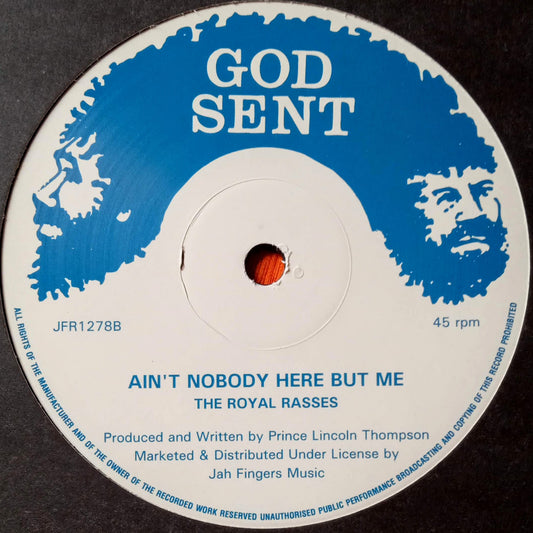 GOD
SENT
JFR1278B
45 rpm
AIN'T NOBODY HERE BUT ME
THE ROYAL RASSES
Produced and Written by Prince Lincoln Thompson
Marketed & Distributed Under License by
Jah Fingers Music
ALL RIGHTS OF THE MANUFACTURER AND OF THE OWNER OF THE RECORDED WORK RESERVED UNAUTHORISED PUBLIC PERFORMANCE BROADCASTING AND COPYING OF THIS RECORD PROHIBITED